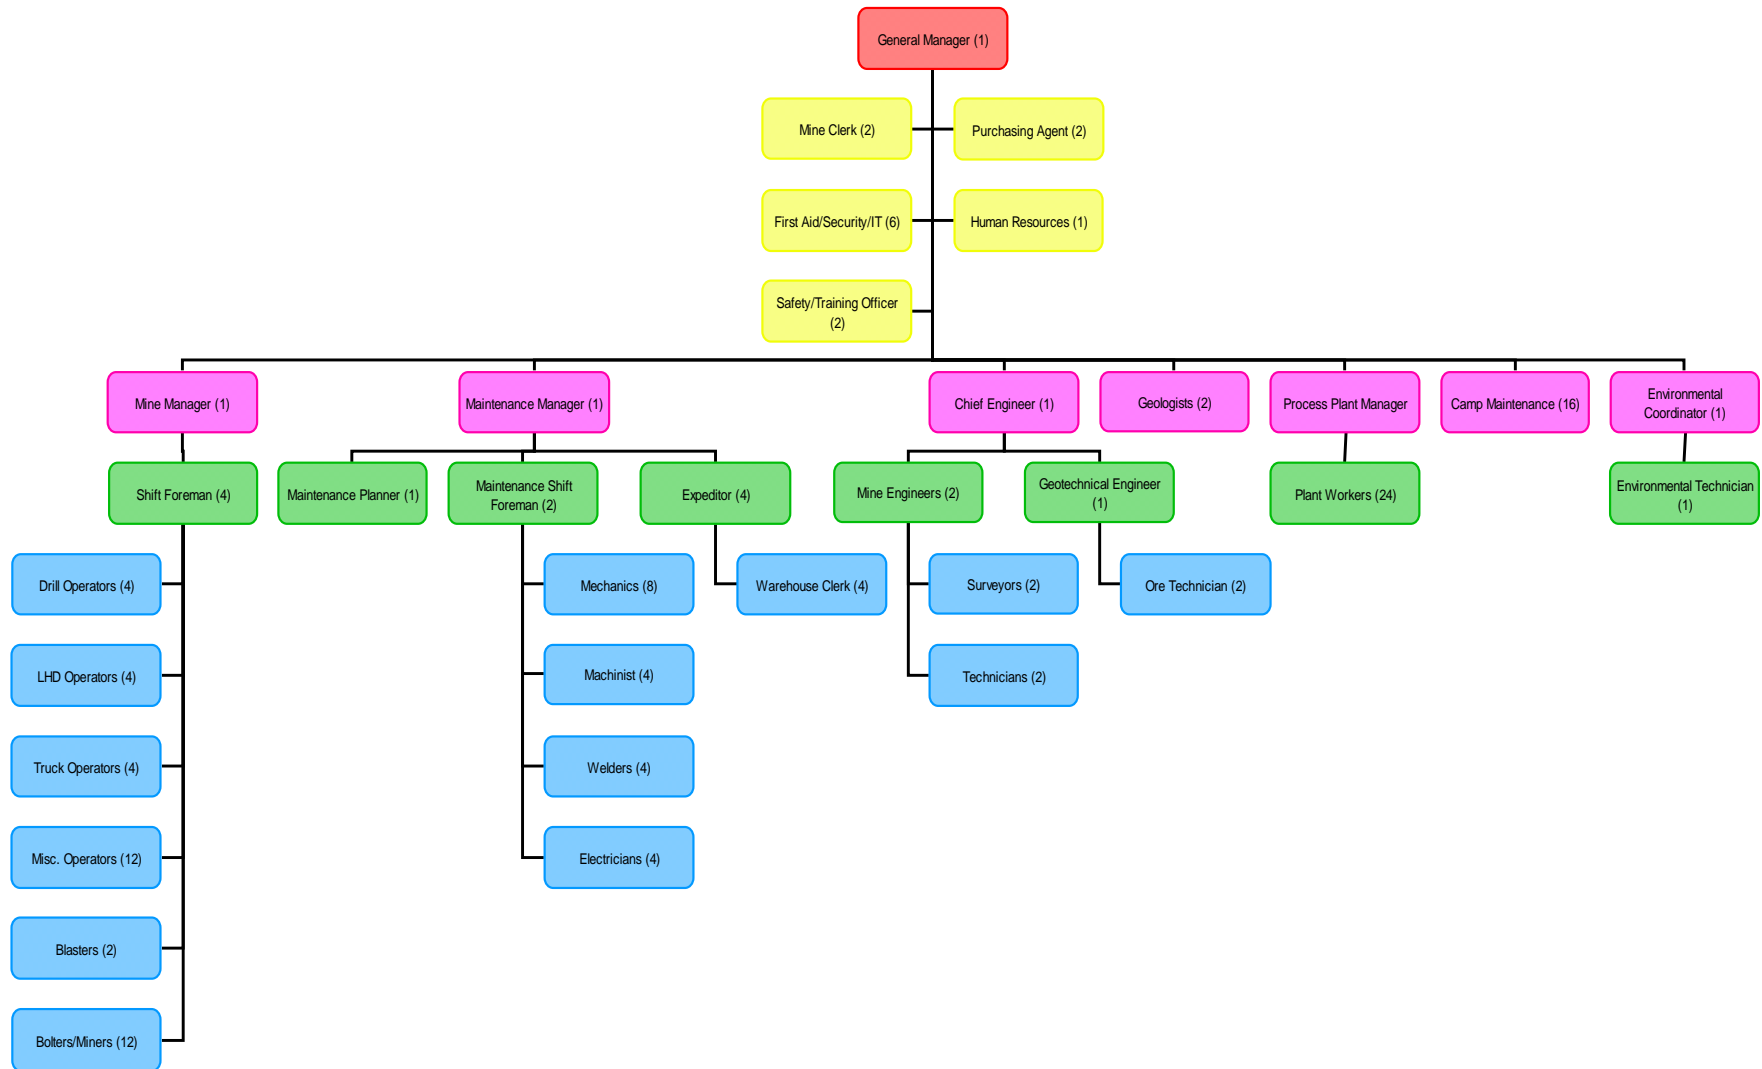 General Manager (1)
Mine Clerk (2)
Purchasing Agent (2)
First Aid/Security/IT (6)
Human Resources (1)
Safety/Training Officer
(2)
Mine Manager (1)
Maintenance Manager (1)
Chief Engineer (1)
Geologists (2)
Process Plant Manager
Camp Maintenance (16)
Environmental
Coordinator (1)
Shift Foreman (4)
Maintenance Planner (1)
Maintenance Shift
Foreman (2)
Expeditor (4)
Mine Engineers (2)
Geotechnical Engineer
(1)
Plant Workers (24)
Environmental Technician
(1)
Drill Operators (4)
Mechanics (8)
Warehouse Clerk (4)
Surveyors (2)
Ore Technician (2)
LHD Operators (4)
Machinist (4)
Technicians (2)
Truck Operators (4)
Welders (4)
Misc. Operators (12)
Electricians (4)
Blasters (2)
Bolters/Miners (12)